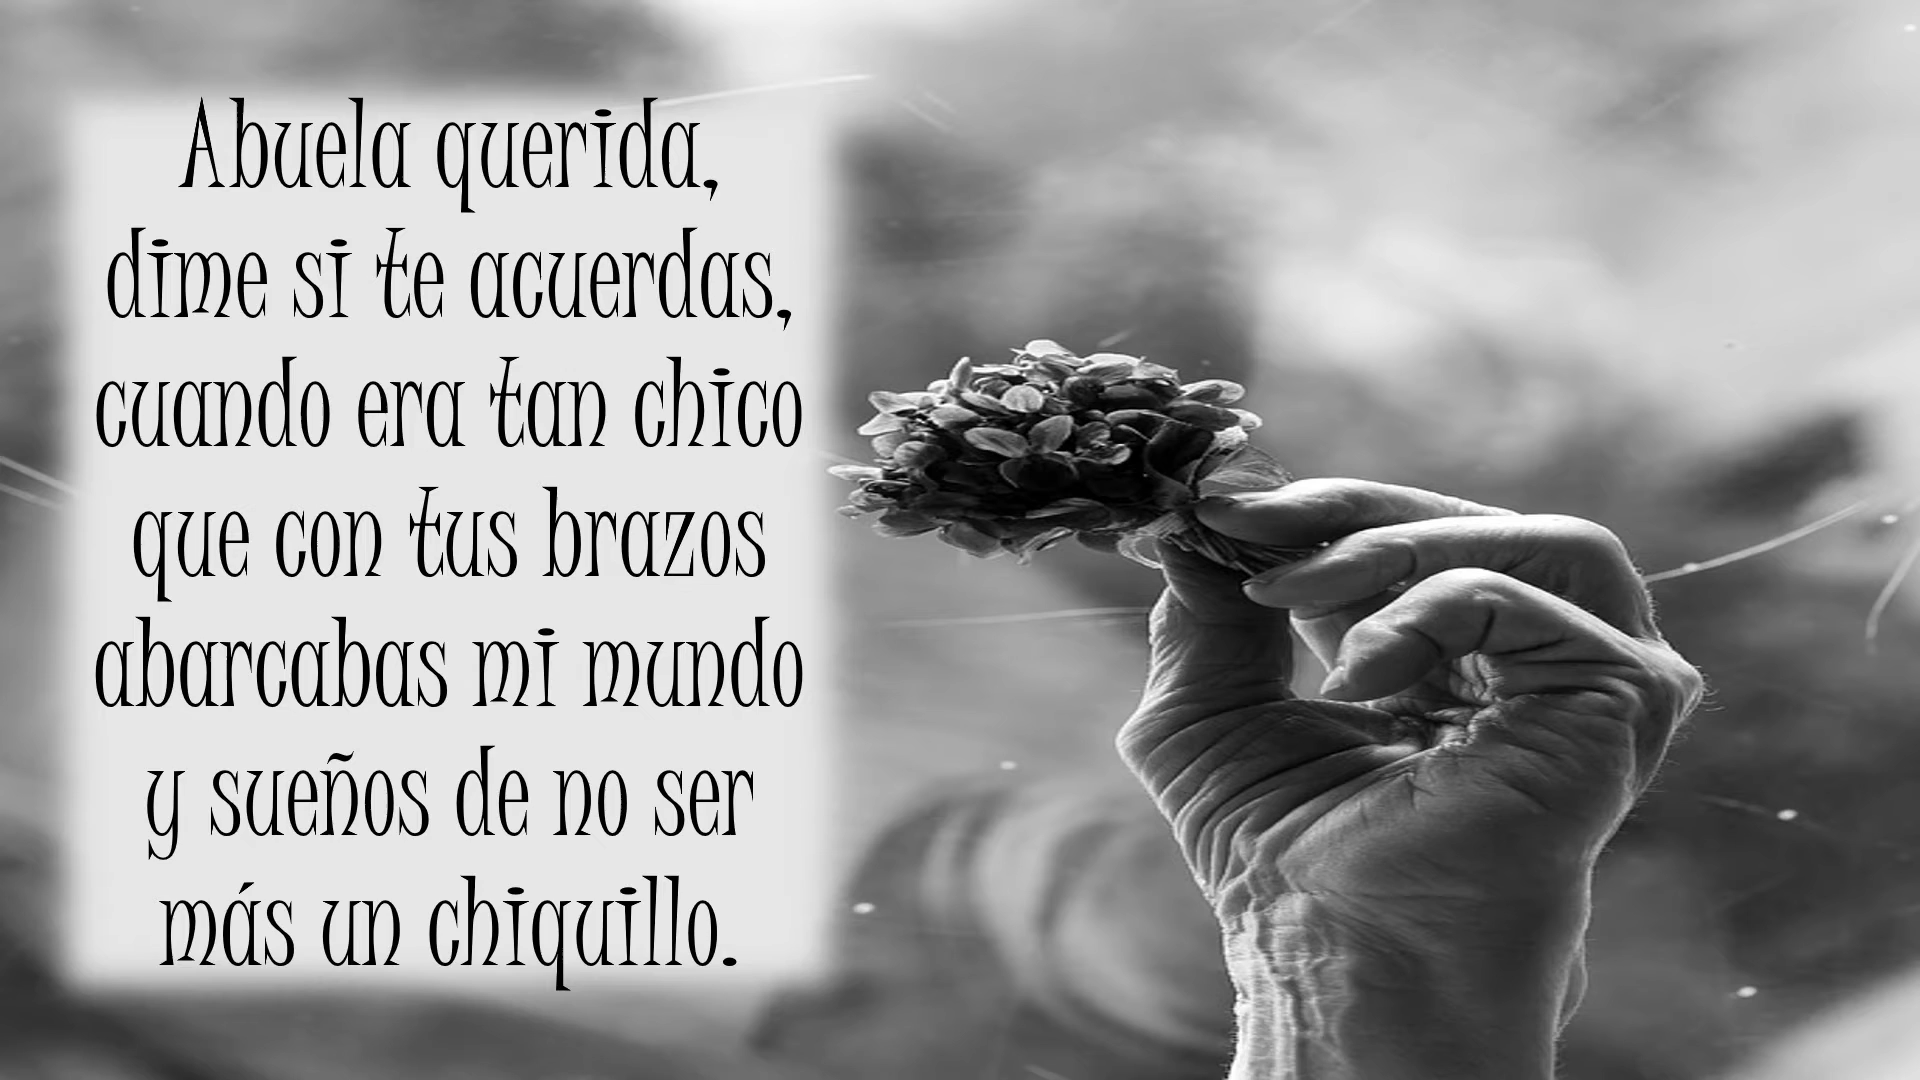 Abuela querida,
dime si te acuerdas,
cuando era tan chico
que con tus brazos
abarcabas mi mundo
y sueños de no ser
más un chiquillo.